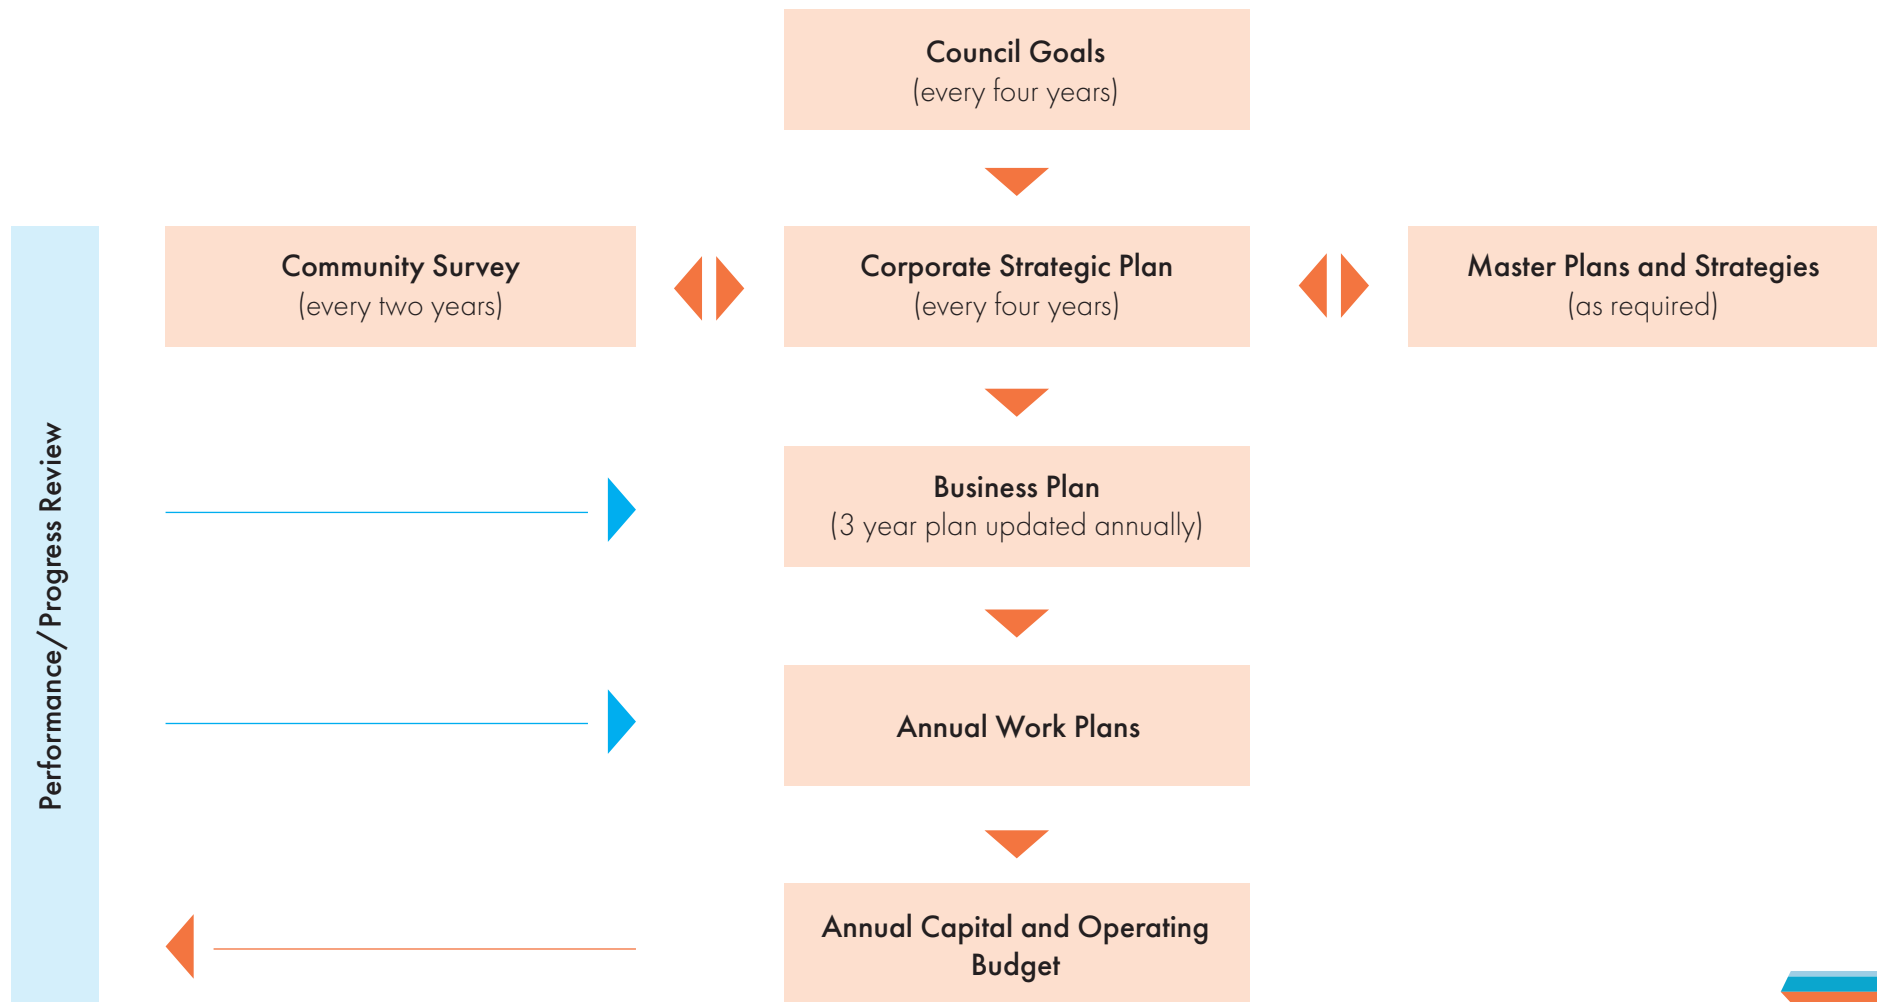 Council Goals
(every four years)
Community Survey
(every two years)
Corporate Strategic Plan
(every four years)
Master Plans and Strategies
(as required)
Performance/Progress Review
Business Plan
(3 year plan updated annually)
Annual Work Plans
Annual Capital and Operating
Budget